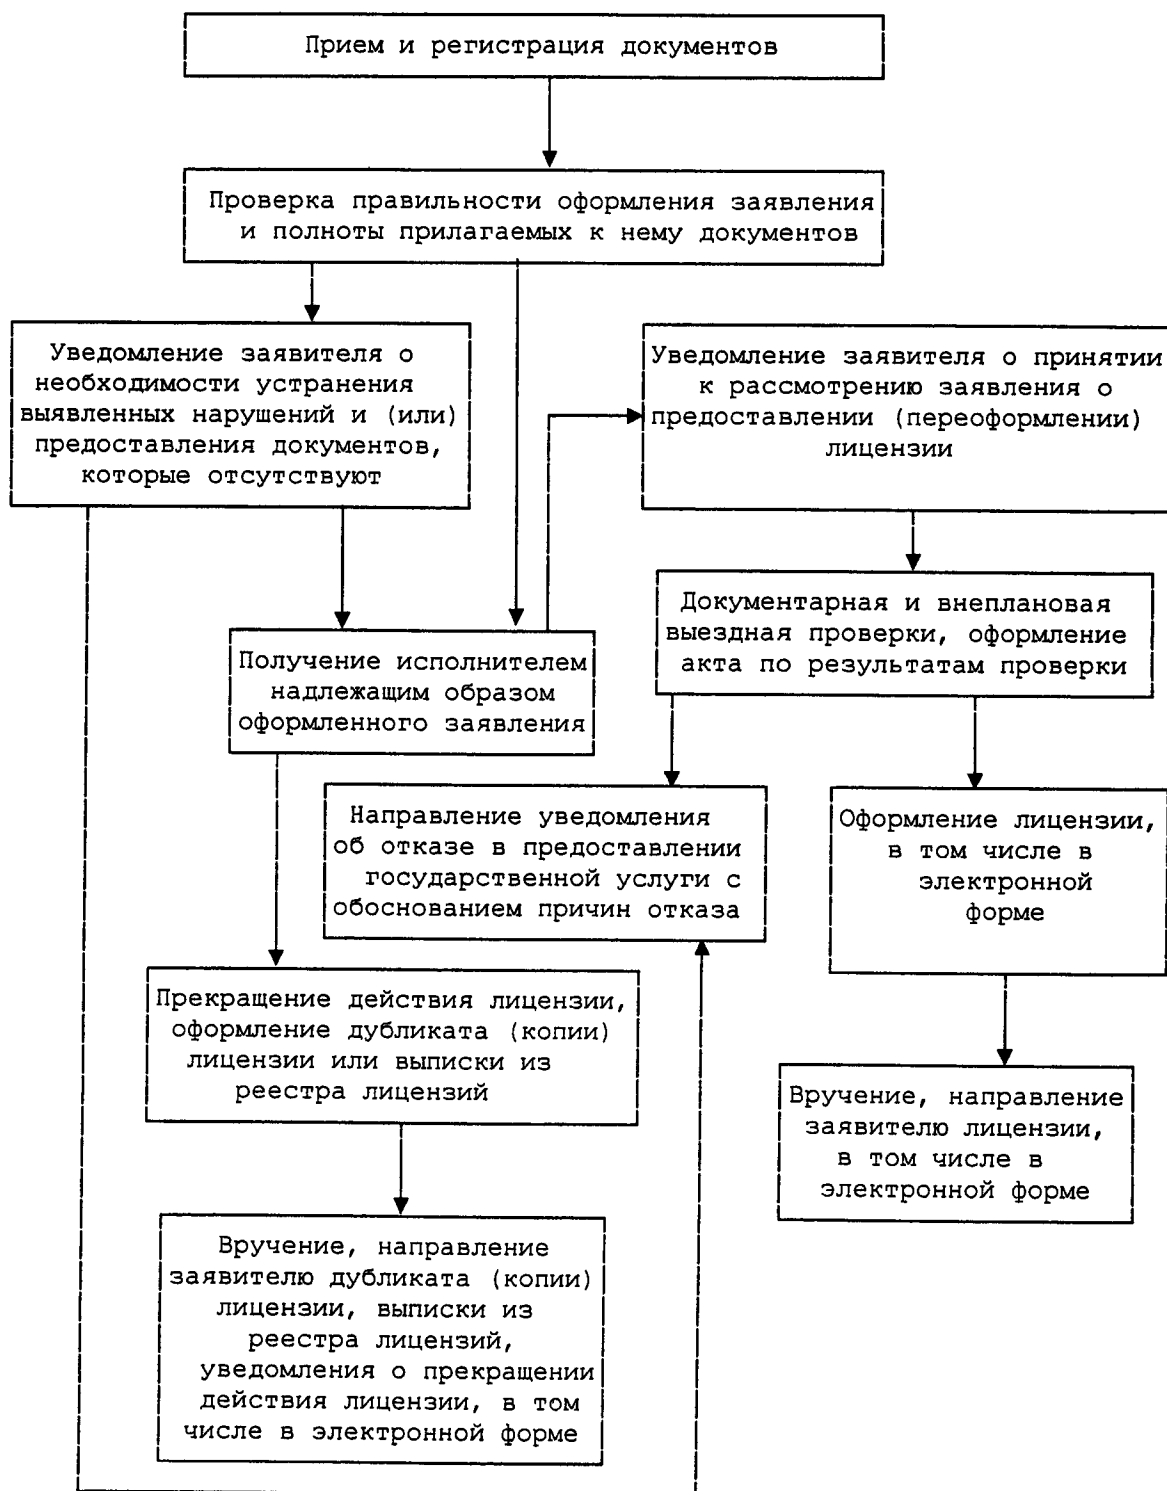 Прием и регистрация документов
Проверка правильности оформления заявления
и полноты прилагаемых к нему документов
Уведомление заявителя о
необходимости устранения
выявленных нарушений и (или)
предоставления документов,
которые отсутствуют
Уведомление заявителя о принятии
к рассмотрению заявления о
предоставлении (переоформлении)
лицензии
Документарная и внеплановая
выездная проверки, оформление
акта по результатам проверки
Получение исполнителем
надлежащим образом
оформленного заявления
Направление уведомления
об отказе в предоставлении
государственной услуги с
обоснованием причин отказа
Оформление лицензии,
в том числе в
электронной
форме
Прекращение действия лицензии,
оформление дубликата (копии)
лицензии или выписки из
реестра лицензий
Вручение, направление
заявителю лицензии,
в том числе в
электронной форме
Вручение, направление
заявителю дубликата (копии)
лицензии, выписки из
реестра лицензий,
уведомления о прекращении
действия лицензии, в том
числе в электронной форме